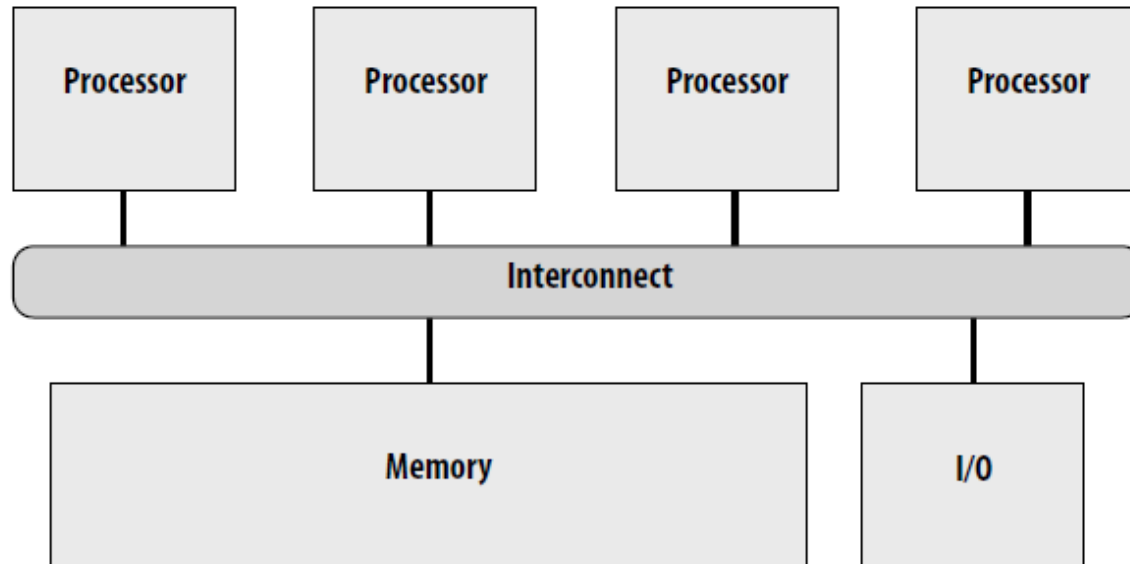 Processor
Processor
Processor
Processor
Interconnect
Memory
I/O